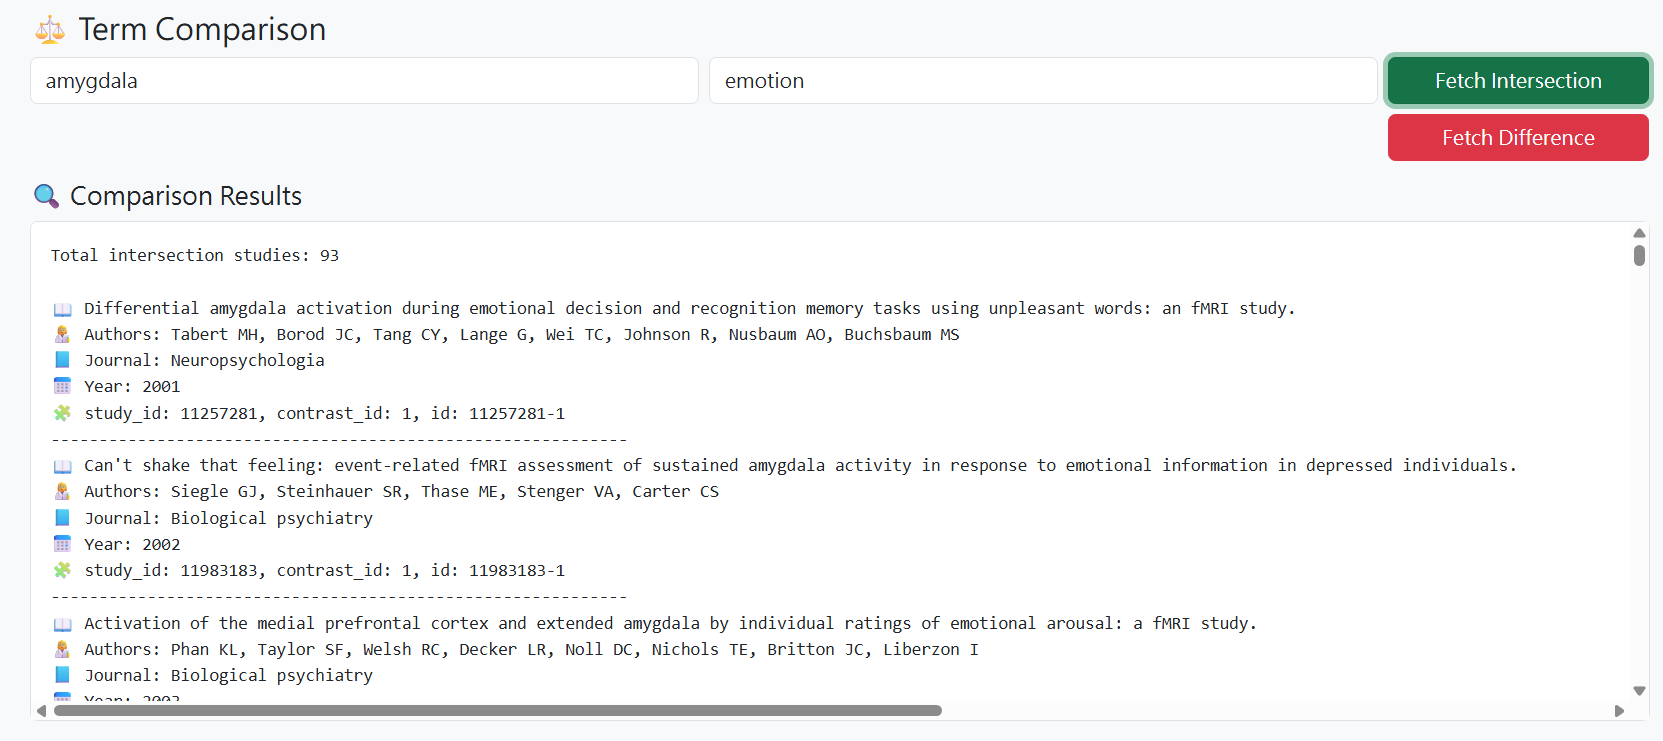 Term Comparison
amygdala
emotion
Fetch Intersection
Fetch Difference
Comparison Results
Total intersection studies: 93
Differential amygdala activation during emotional decision and recognition memory tasks using unpleasant words: an fMRI study.
Authors: Tabert MH, Borod JC, Tang CY, Lange G, Wei TC, Johnson R, Nusbaum AO, Buchsbaum MS
Journal: Neuropsychologia
Year: 2001
study_id: 11257281, contrast_id: 1, id: 11257281-1
------------------------------------------------------------
Can't shake that feeling: event-related fMRI assessment of sustained amygdala activity in response to emotional information in depressed individuals.
Authors: Siegle GJ, Steinhauer SR, Thase ME, Stenger VA, Carter CS
Journal: Biological psychiatry
Year: 2002
study_id: 11983183, contrast_id: 1, id: 11983183-1
------------------------------------------------------------
Activation of the medial prefrontal cortex and extended amygdala by individual ratings of emotional arousal: a fMRI study.
Authors: Phan KL, Taylor SF, Welsh RC, Decker LR, Noll DC, Nichols TE, Britton JC, Liberzon I
Journal: Biological psychiatry
Year: